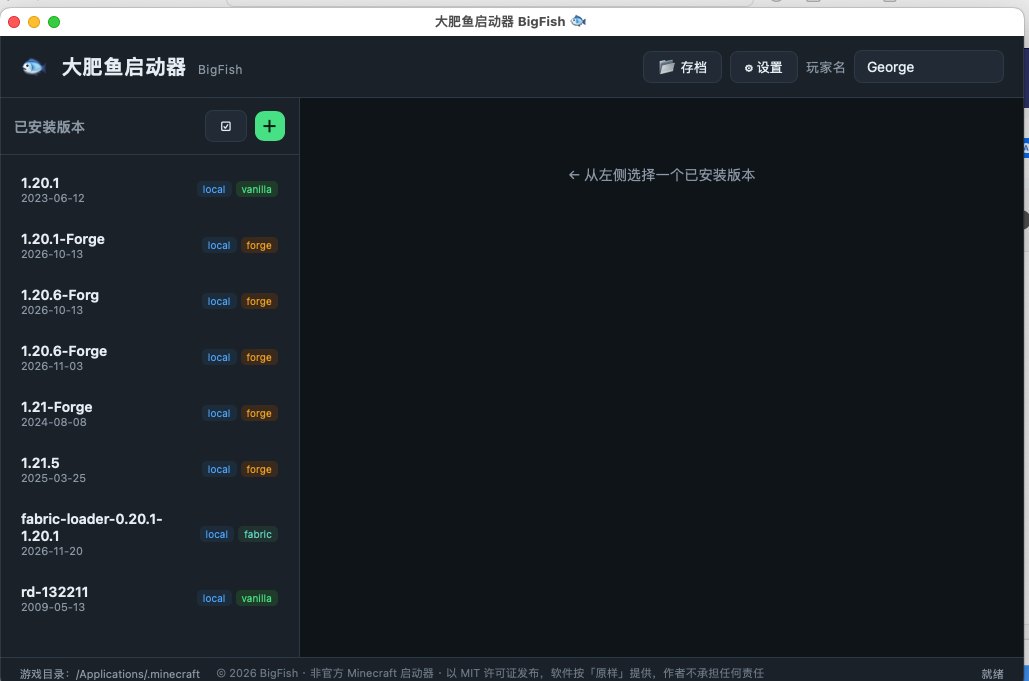 大肥鱼启动器 BigFish 🐟
大肥鱼启动器 BigFish
存档
设置
玩家名
George
已安装版本
+
1.20.1
2023-06-12
local vanilla
1.20.1-Forge
2026-10-13
local forge
1.20.6-Forg
2026-10-13
local forge
1.20.6-Forge
2026-11-03
local forge
1.21-Forge
2024-08-08
local forge
1.21.5
2025-03-25
local forge
fabric-loader-0.20.1-
1.20.1
2026-11-20
local fabric
rd-132211
2009-05-13
local vanilla
← 从左侧选择一个已安装版本
游戏目录：/Applications/.minecraft © 2026 BigFish · 非官方 Minecraft 启动器 · 以 MIT 许可证发布，软件按「原样」提供，作者不承担任何责任
就绪